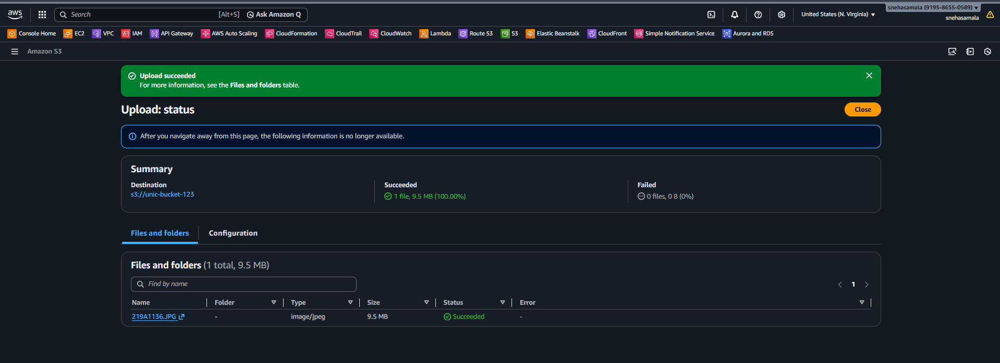 aws Search [Alt+S] Ask Amazon Q United States (N. Virginia) snehasamala (9195-8655-0589)
snehasamala
Console Home EC2 VPC IAM API Gateway AWS Auto Scaling CloudFormation CloudTrail CloudWatch Lambda Route 53 S3 Elastic Beanstalk CloudFront Simple Notification Service Aurora and RDS
Amazon S3
Upload succeeded
For more information, see the Files and folders table.
Upload: status Close
After you navigate away from this page, the following information is no longer available.
Summary
Destination Succeeded Failed
s3://unic-bucket-123 1 file, 9.5 MB (100.00%) 0 files, 0 B (0%)
Files and folders Configuration
Files and folders (1 total, 9.5 MB)
Find by name 1
Name Folder Type Size Status Error
219A1136.JPG - image/jpeg 9.5 MB Succeeded -